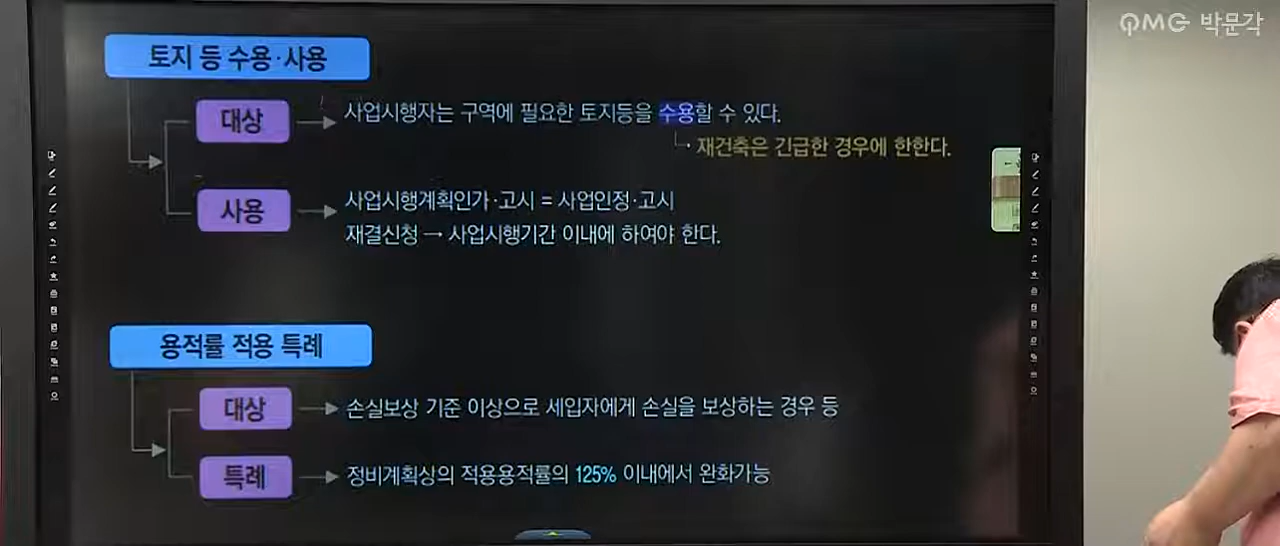 QMG 박문각
토지 등 수용·사용
대상
사업시행자는 구역에 필요한 토지등을 수용할 수 있다.
재건축은 긴급한 경우에 한한다.
사용
사업시행계획인가·고시 = 사업인정·고시
재결신청 → 사업시행기간 이내에 하여야 한다.
용적률 적용 특례
대상
손실보상 기준 이상으로 세입자에게 손실을 보상하는 경우 등
특례
정비계획상의 적용용적률의 125% 이내에서 완화가능